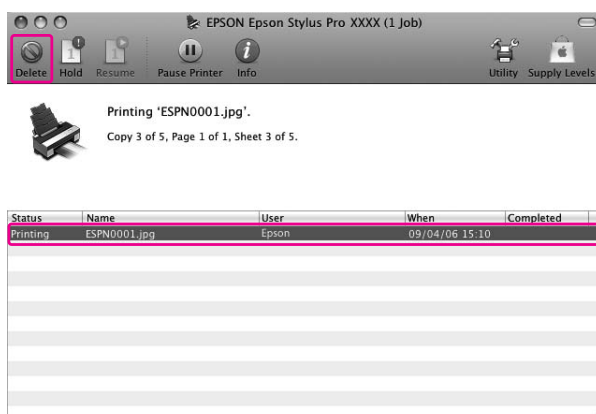 EPSON Epson Stylus Pro XXXX (1 Job)
Delete Hold Resume Pause Printer Info Utility Supply Levels
Printing ‘ESPN0001.jpg’.
Copy 3 of 5, Page 1 of 1, Sheet 3 of 5.
Status Name User When Completed
Printing ESPN0001.jpg Epson 09/04/06 15:10